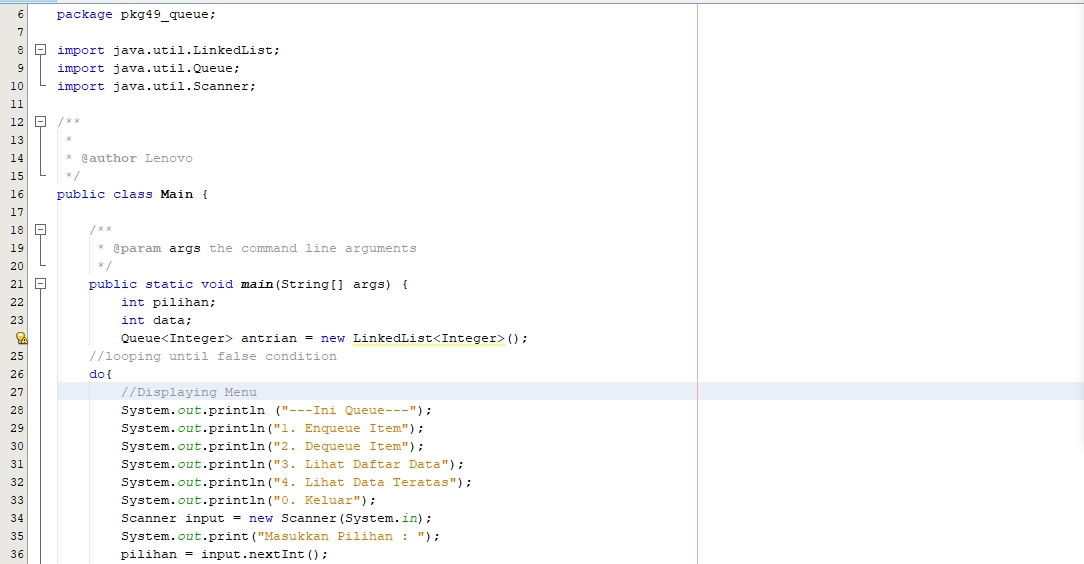 6 package pkg49_queue;
7
8 import java.util.LinkedList;
9 import java.util.Queue;
10 import java.util.Scanner;
11
12 /**
13 *
14 * @author Lenovo
15 */
16 public class Main {
17
18 /**
19 * @param args the command line arguments
20 */
21 public static void main(String[] args) {
22 int pilihan;
23 int data;
Queue<Integer> antrian = new LinkedList<Integer>();
25 //looping until false condition
26 do{
27 //Displaying Menu
28 System.out.println ("---Ini Queue---");
29 System.out.println("1. Enqueue Item");
30 System.out.println("2. Dequeue Item");
31 System.out.println("3. Lihat Daftar Data");
32 System.out.println("4. Lihat Data Teratas");
33 System.out.println("0. Keluar");
34 Scanner input = new Scanner(System.in);
35 System.out.print("Masukkan Pilihan : ");
36 pilihan = input.nextInt();